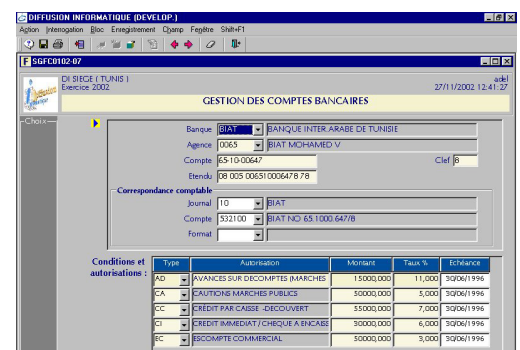 DIFFUSION INFORMATIQUE (DEVELOP.)
Action Interrogation Bloc Enregistrement Champ Fenêtre Shift+F1
SGFC0102-07
DI SIEGE ( TUNIS ) adel
Exercice 2002 27/11/2002 12:41:27
GESTION DES COMPTES BANCAIRES
Choix
Banque BIAT BANQUE INTER.ARABE DE TUNISIE
Agence 0065 BIAT MOHAMED V
Compte 65-10-00647 Clef 8
Etendu 08 005 006510006478 78
Correspondance comptable
Journal 10 BIAT
Compte 532100 BIAT NO 65.1000.647/8
Format
Conditions et autorisations :
Type Autorisation Montant Taux % Echéance
AD AVANCES SUR DECOMPTES (MARCHES 15000,000 11,000 30/06/1996
CA CAUTIONS MARCHES PUBLICS 50000,000 5,000 30/06/1996
CC CRÉDIT PAR CAISSE -DECOUVERT 55000,000 7,000 30/06/1996
CI CREDIT IMMEDIAT / CHEQUE A ENCAISS 30000,000 6,000 30/06/1996
EC ESCOMPTE COMMERCIAL 50000,000 3,000 30/06/1996